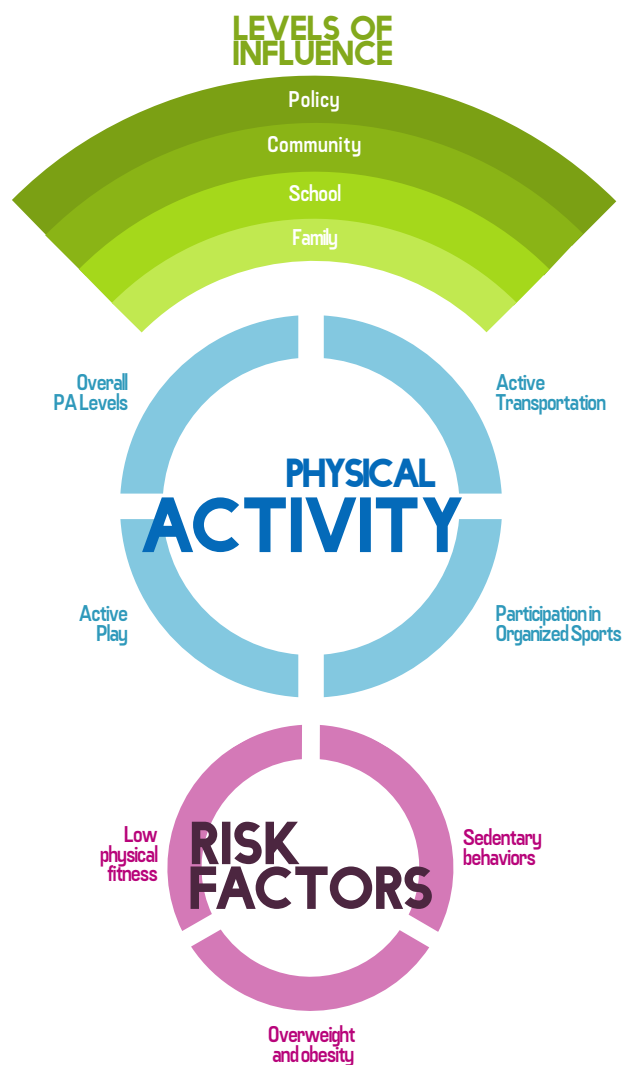 LEVELS OF
INFLUENCE
Policy
Community
School
Family
Overall
PA Levels
Active
Transportation
PHYSICAL
ACTIVITY
Active
Play
Participation in
Organized Sports
Low
physical
fitness
RISK
FACTORS
Sedentary
behaviors
Overweight
and obesity